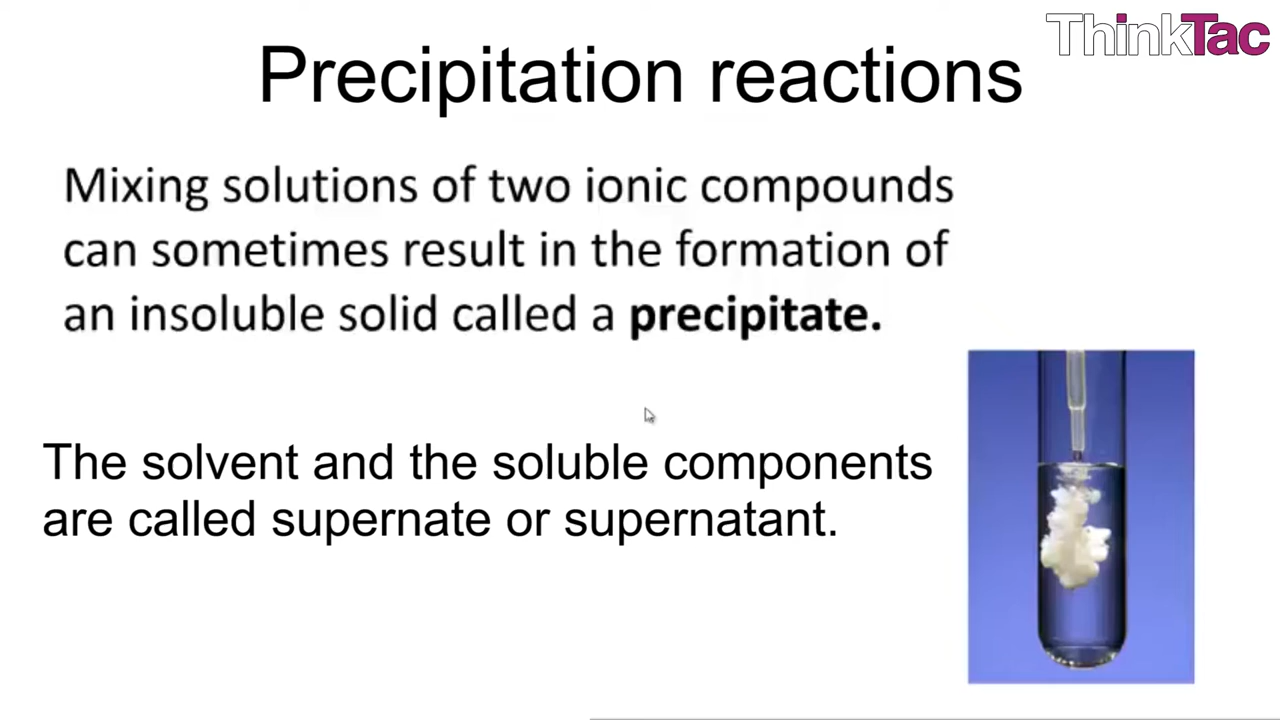 ThinkTac
Precipitation reactions
Mixing solutions of two ionic compounds
can sometimes result in the formation of
an insoluble solid called a precipitate.
The solvent and the soluble components
are called supernate or supernatant.